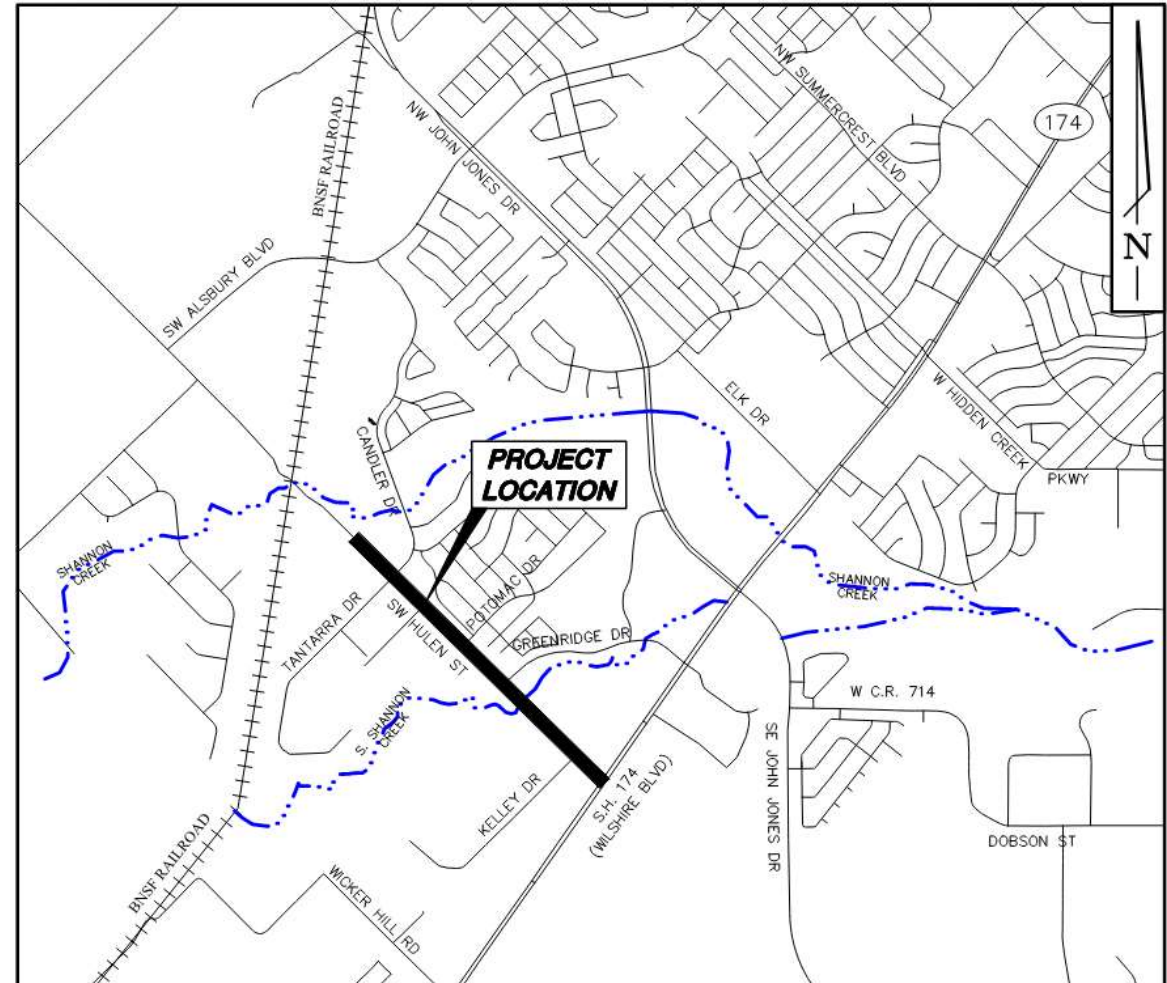 NW SUMMERCREST BLVD
174
BNSF RAILROAD
NW JOHN JONES DR
N
SW ALSBURY BLVD
ELK DR
W HIDDEN CREEK
PKWY
CANDLER DR
PROJECT
LOCATION
SHANNON
CREEK
SHANNON
CREEK
POTOMAC DR
TANTARRA DR
SW HULEN ST
GREENRIDGE DR
W C.R. 714
S. SHANNON
CREEK
SE JOHN JONES DR
S.H. 174
(WILSHIRE BLVD)
KELLEY DR
DOBSON ST
BNSF RAILROAD
WICKER HILL RD